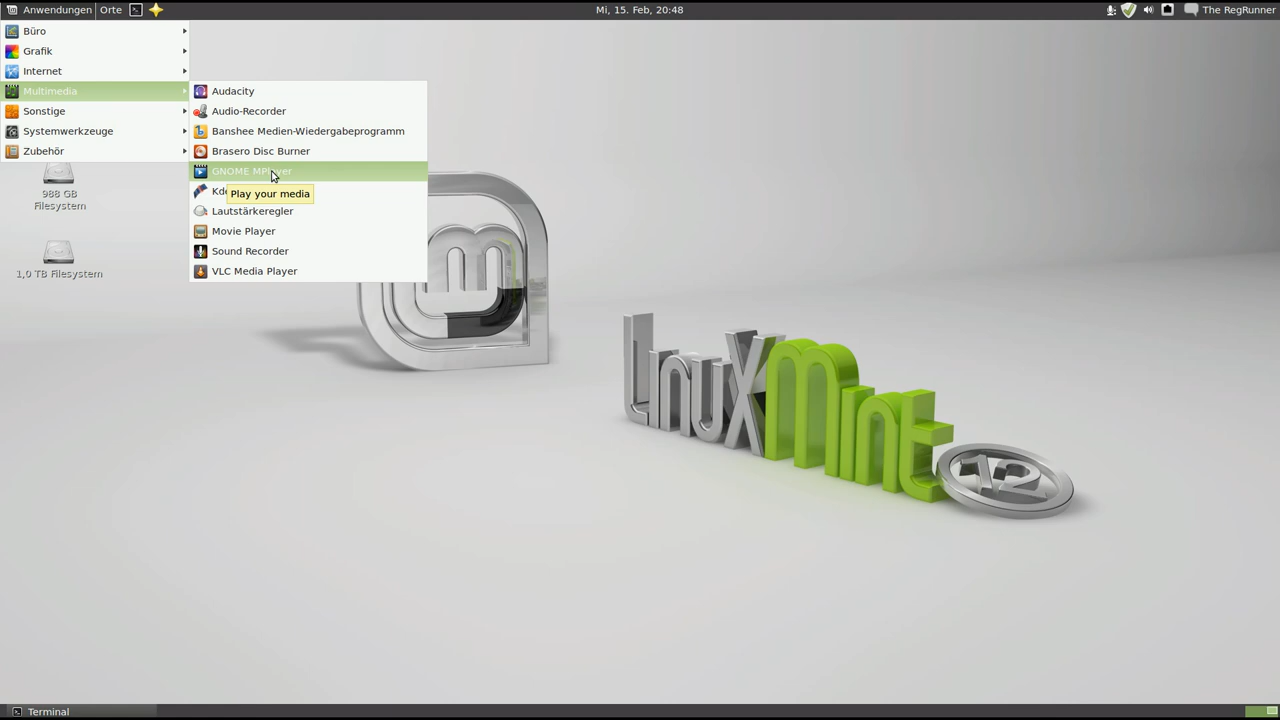 Anwendungen Orte Mi, 15. Feb, 20:48 The RegRunner
Büro
Grafik
Internet
Multimedia
Sonstige
Systemwerkzeuge
Zubehör
Audacity
Audio-Recorder
Banshee Medien-Wiedergabeprogramm
Brasero Disc Burner
GNOME MPlayer
Play your media
Lautstärkeregler
Movie Player
Sound Recorder
VLC Media Player
988 GB
Filesystem
1,0 TB Filesystem
LinuxMint 12
Terminal